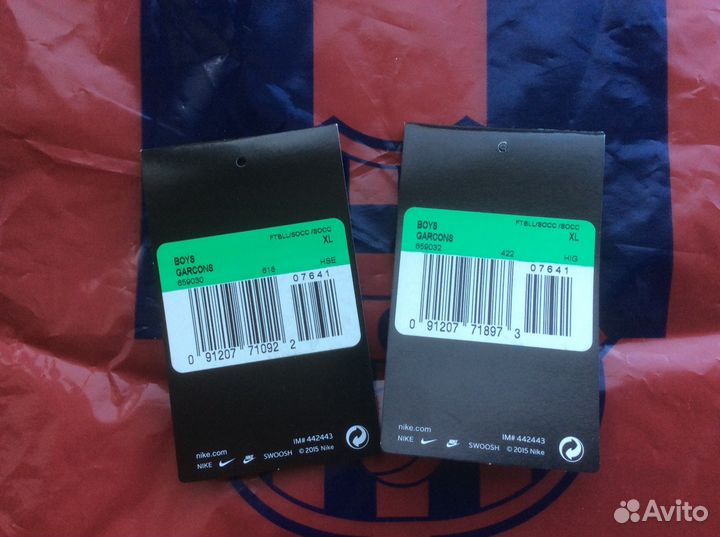 FTBLL/SOCC /SOCC
BOYS XL
GARCONS
659030 618 HSE
07641
0 91207 71092 2
nike.com IM# 442443
NIKE SWOOSH © 2015 Nike
FTBLL/SOCC /SOCC
BOYS XL
GARCONS
659032 422 HIG
07641
0 91207 71897 3
nike.com IM# 442443
NIKE SWOOSH © 2015 Nike
Avito